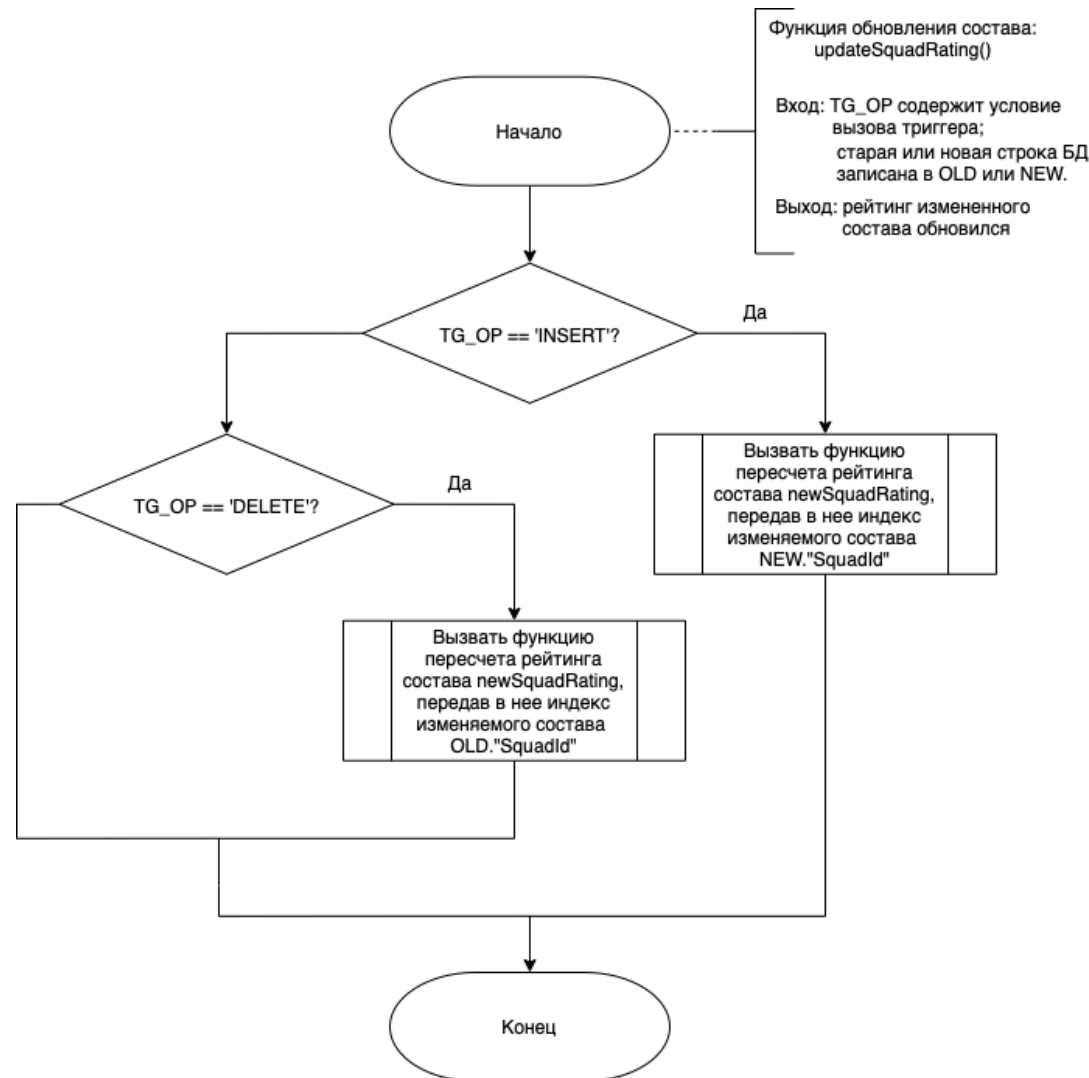 Функция обновления состава:
updateSquadRating()
Вход: TG_OP содержит условие
вызова триггера;
старая или новая строка БД
записана в OLD или NEW.
Выход: рейтинг измененного
состава обновился
Начало
TG_OP == 'INSERT'?
Да
Вызвать функцию
пересчета рейтинга
состава newSquadRating,
передав в нее индекс
изменяемого состава
NEW."SquadId"
TG_OP == 'DELETE'?
Да
Вызвать функцию
пересчета рейтинга
состава newSquadRating,
передав в нее индекс
изменяемого состава
OLD."SquadId"
Конец